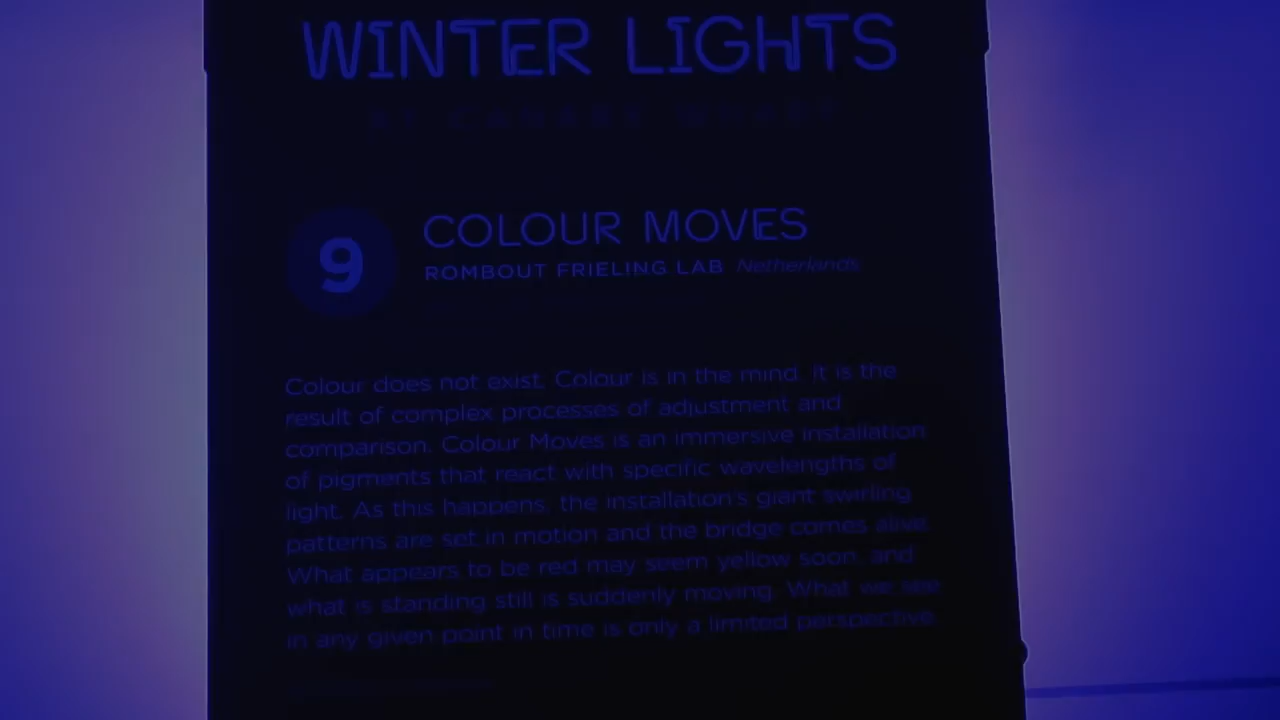 WINTER LIGHTS
AT CANARY WHARF
9
COLOUR MOVES
ROMBOUT FRIELING LAB Netherlands
Colour does not exist. Colour is in the mind. It is the
result of complex processes of adjustment and
comparison. Colour Moves is an immersive installation
of pigments that react with specific wavelengths of
light. As this happens, the installation's giant swirling
patterns are set in motion and the bridge comes alive.
What appears to be red may seem yellow soon, and
what is standing still is suddenly moving. What we see
in any given point in time is only a limited perspective.